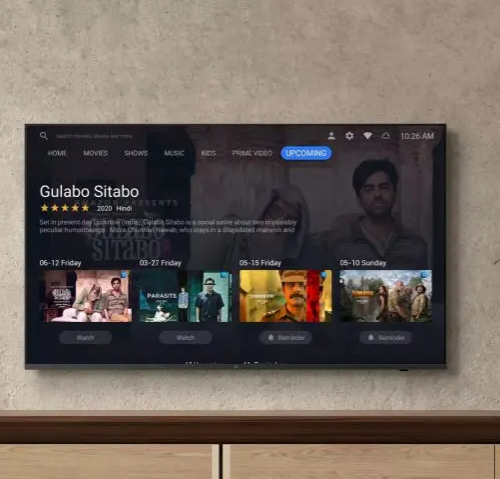 Search movies, shows and more
10:26 AM
HOME MOVIES SHOWS MUSIC KIDS PRIME VIDEO UPCOMING
Gulabo Sitabo
2020 Hindi
Set in present day Lucknow (India), Gulabo Sitabo is a social satire about two impossibly
peculiar human beings. Mirza Chunnan Nawab, who stays in a dilapidated mansion and
SITABO
06-12 Friday 03-27 Friday 05-15 Friday 05-10 Sunday
PARASITE
Watch Watch Reminder Reminder